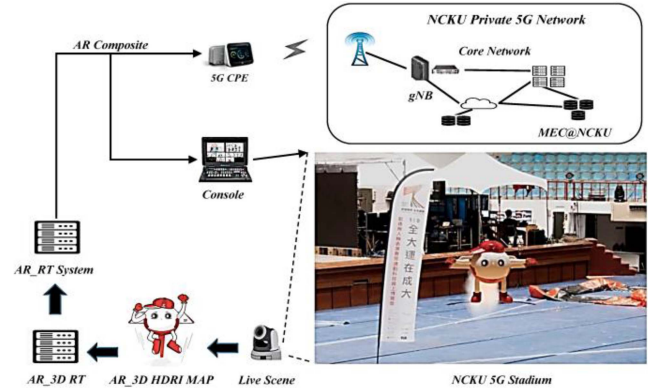 NCKU Private 5G Network
AR Composite
Core Network
5G CPE
gNB
MEC@NCKU
Console
全大運在成大
AR_RT System
AR_3D RT
AR_3D HDRI MAP
Live Scene
NCKU 5G Stadium